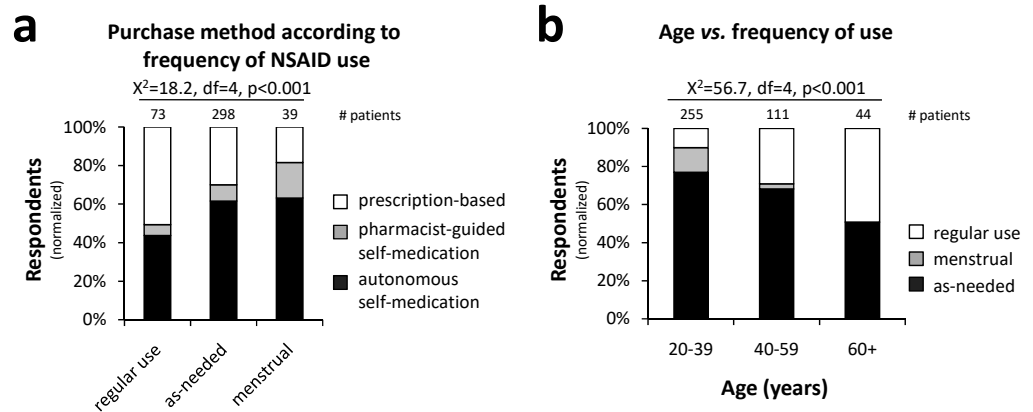 a
Purchase method according to
frequency of NSAID use
X²=18.2, df=4, p<0.001
73 298 39 # patients
100%
80%
60%
40%
20%
0%
Respondents
(normalized)
prescription-based
pharmacist-guided
self-medication
autonomous
self-medication
regular use
as-needed
menstrual
b
Age vs. frequency of use
X²=56.7, df=4, p<0.001
255 111 44 # patients
100%
80%
60%
40%
20%
0%
Respondents
(normalized)
regular use
menstrual
as-needed
20-39 40-59 60+
Age (years)